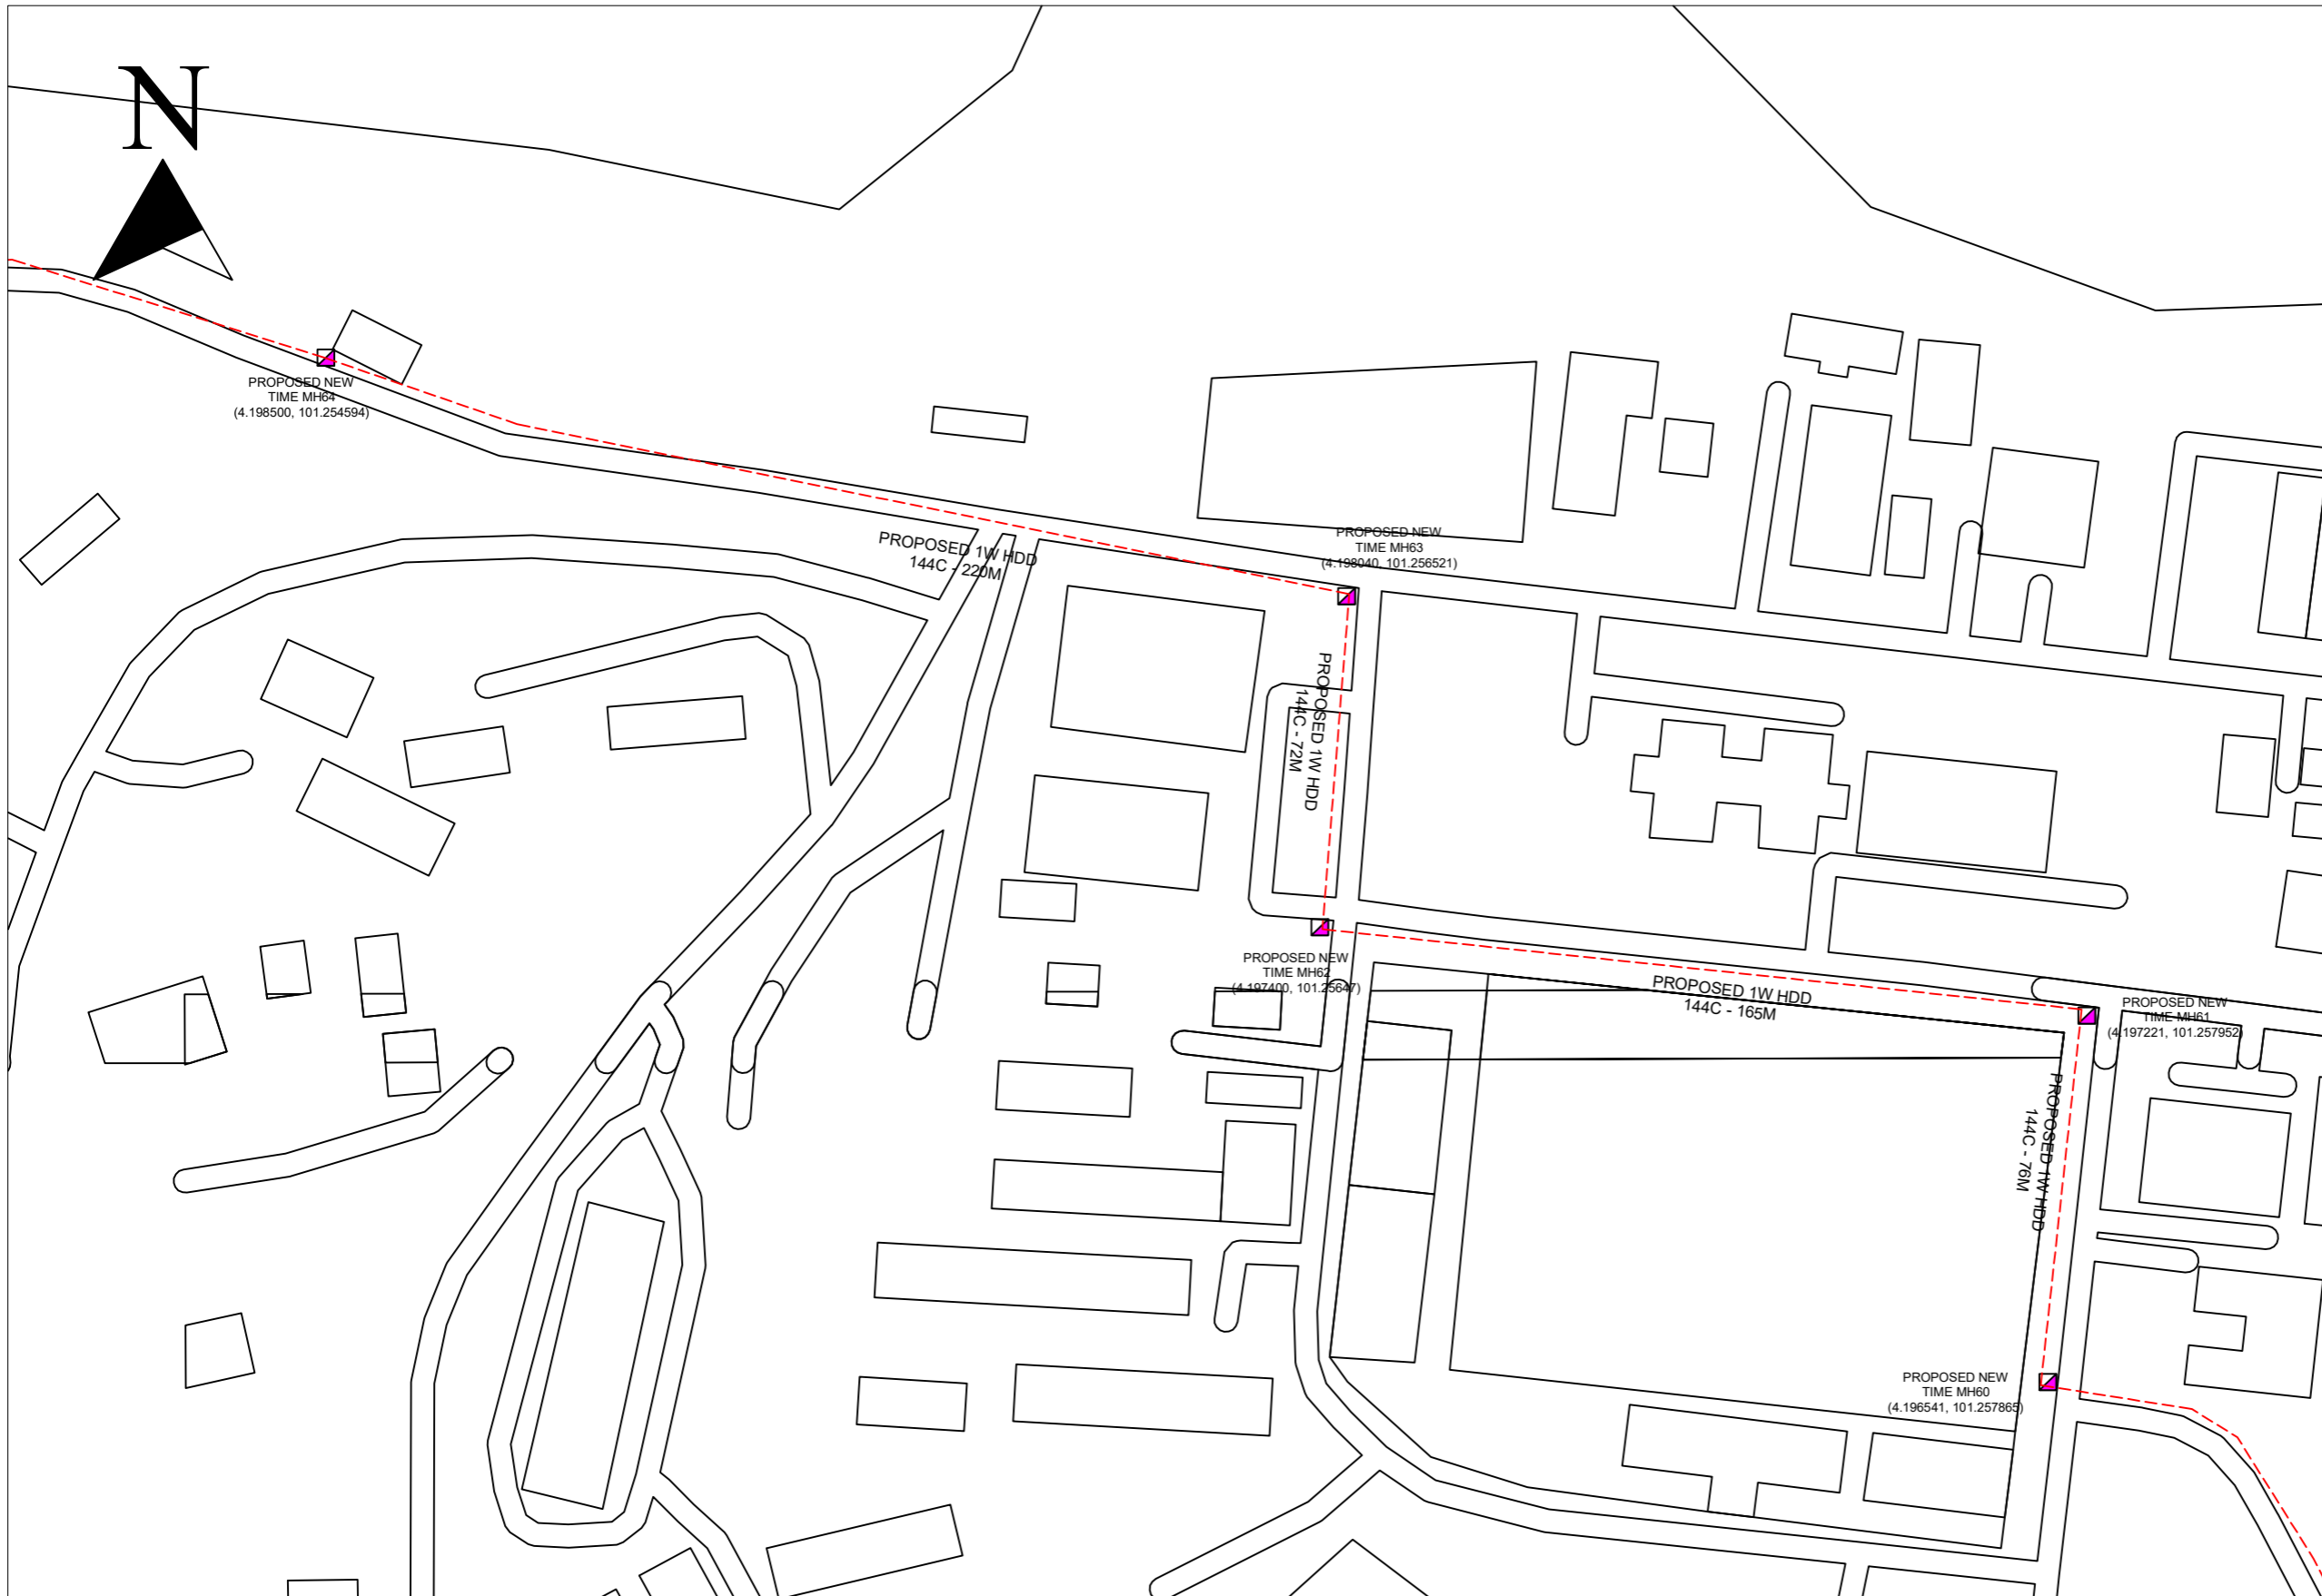 N
PROPOSED NEW
TIME MH64
(4.198500, 101.254594)
PROPOSED 1W HDD
144C - 220M
PROPOSED NEW
TIME MH63
(4.198040, 101.256521)
PROPOSED 1W HDD
144C - 72M
PROPOSED NEW
TIME MH62
(4.197400, 101.25647)
PROPOSED 1W HDD
144C - 165M
PROPOSED NEW
TIME MH61
(4.197221, 101.257952)
PROPOSED 1W HDD
144C - 76M
PROPOSED NEW
TIME MH60
(4.196541, 101.257865)